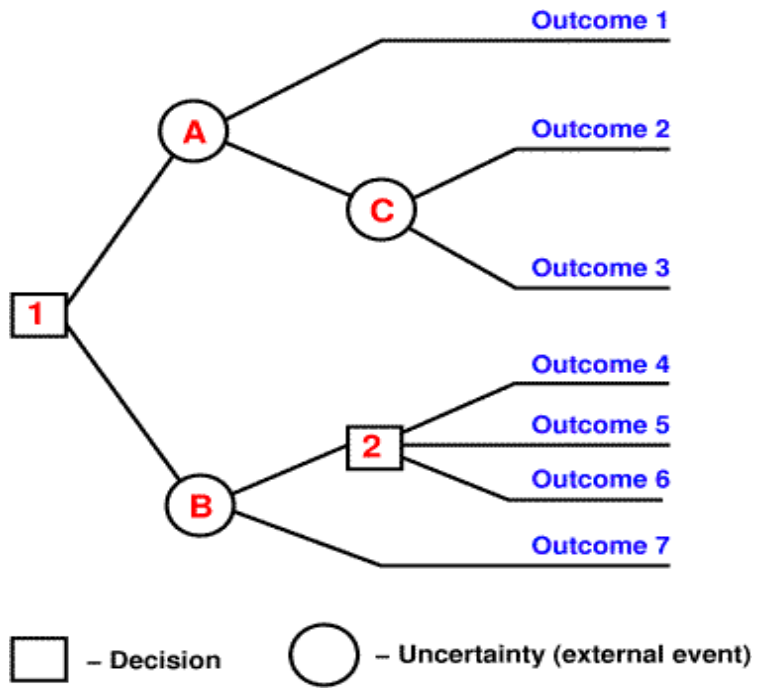 Outcome 1
A
Outcome 2
C
Outcome 3
1
Outcome 4
Outcome 5
2
Outcome 6
B
Outcome 7
– Decision
– Uncertainty (external event)